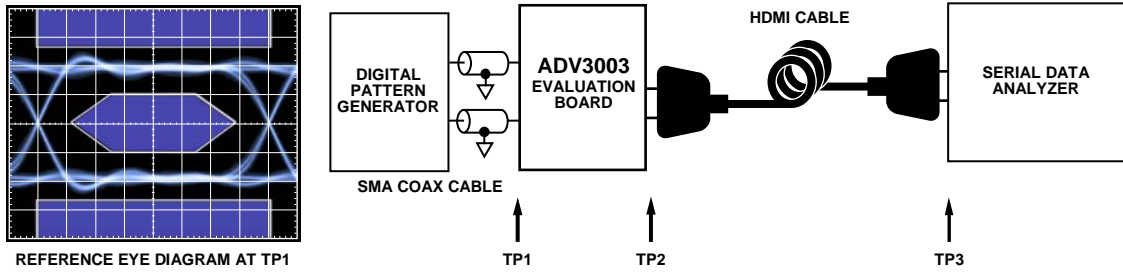 HDMI CABLE
DIGITAL
PATTERN
GENERATOR
ADV3003
EVALUATION
BOARD
SERIAL DATA
ANALYZER
SMA COAX CABLE
REFERENCE EYE DIAGRAM AT TP1
TP1
TP2
TP3